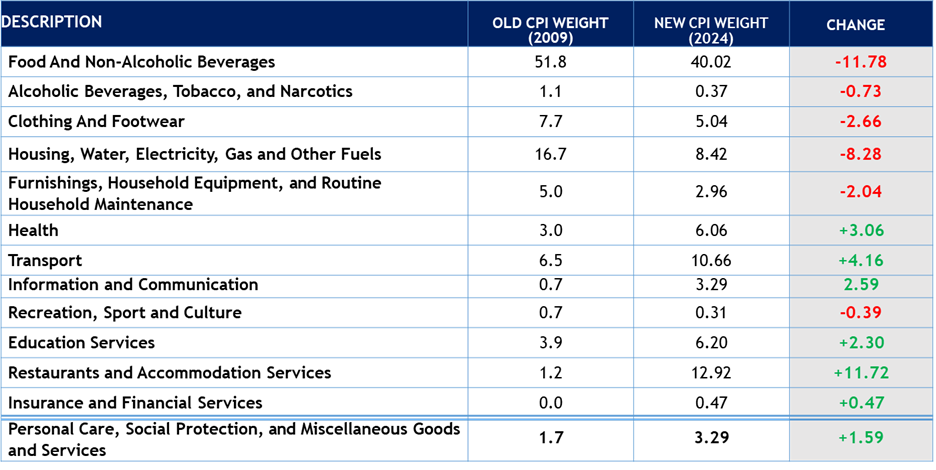 DESCRIPTION OLD CPI WEIGHT (2009) NEW CPI WEIGHT (2024) CHANGE
Food And Non-Alcoholic Beverages 51.8 40.02 -11.78
Alcoholic Beverages, Tobacco, and Narcotics 1.1 0.37 -0.73
Clothing And Footwear 7.7 5.04 -2.66
Housing, Water, Electricity, Gas and Other Fuels 16.7 8.42 -8.28
Furnishings, Household Equipment, and Routine
Household Maintenance 5.0 2.96 -2.04
Health 3.0 6.06 +3.06
Transport 6.5 10.66 +4.16
Information and Communication 0.7 3.29 2.59
Recreation, Sport and Culture 0.7 0.31 -0.39
Education Services 3.9 6.20 +2.30
Restaurants and Accommodation Services 1.2 12.92 +11.72
Insurance and Financial Services 0.0 0.47 +0.47
Personal Care, Social Protection, and Miscellaneous Goods
and Services 1.7 3.29 +1.59